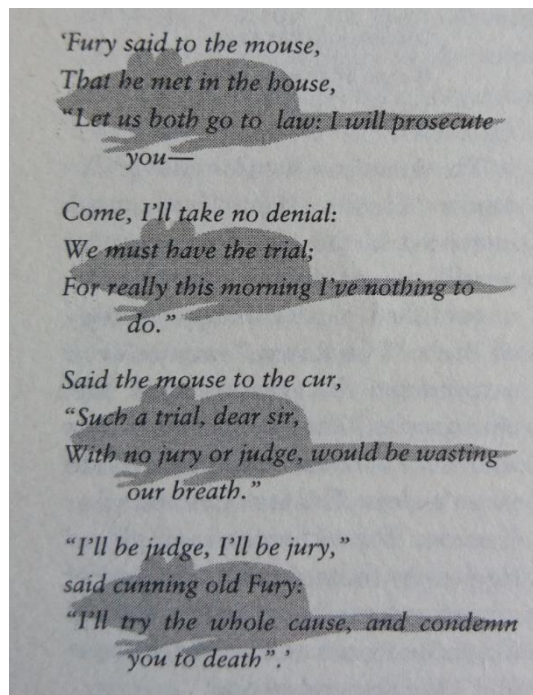 ‘Fury said to the mouse,
That he met in the house,
“Let us both go to law: I will prosecute
you—
Come, I’ll take no denial:
We must have the trial;
For really this morning I’ve nothing to
do.”
Said the mouse to the cur,
“Such a trial, dear sir,
With no jury or judge, would be wasting
our breath.”
“I’ll be judge, I’ll be jury,”
said cunning old Fury:
“I’ll try the whole cause, and condemn
you to death”.’